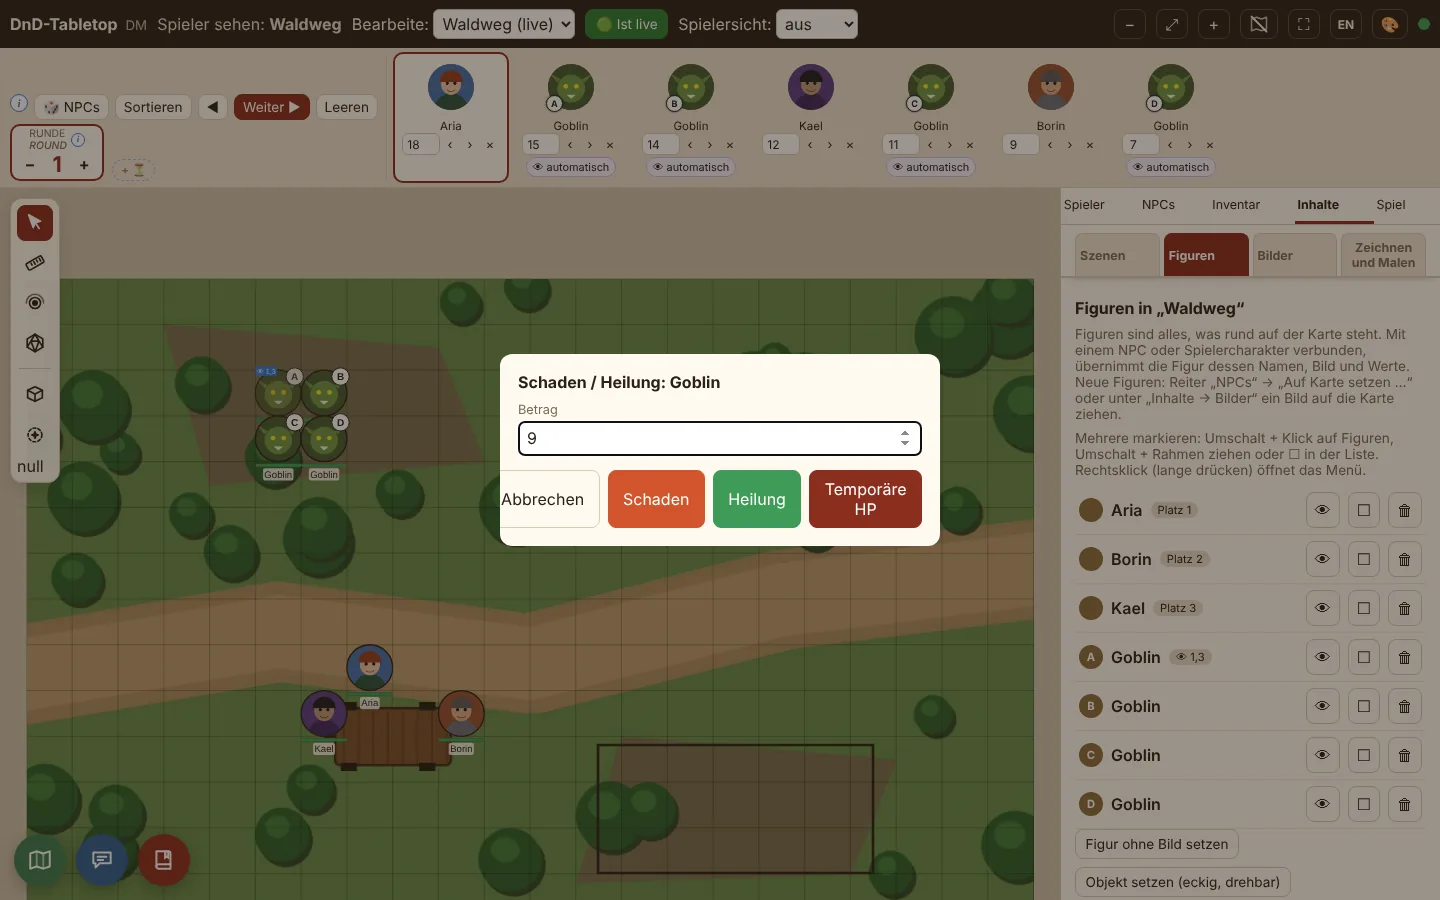 DnD-Tabletop DM Spieler sehen: Waldweg Bearbeite: Waldweg (live) Ist live Spielersicht: aus EN
NPCs Sortieren Weiter Leeren
RUNDE
ROUND
− 1 +
+
Aria
18
A
Goblin
15
automatisch
B
Goblin
14
automatisch
Kael
12
C
Goblin
11
automatisch
Borin
9
D
Goblin
7
automatisch
null
1,3
A
B
C
D
Goblin
Goblin
Aria
Kael
Borin
Schaden / Heilung: Goblin
Betrag
9
Abbrechen
Schaden
Heilung
Temporäre
HP
Spieler NPCs Inventar Inhalte Spiel
Szenen Figuren Bilder Zeichnen
und Malen
Figuren in „Waldweg“
Figuren sind alles, was rund auf der Karte steht. Mit
einem NPC oder Spielercharakter verbunden,
übernimmt die Figur dessen Namen, Bild und Werte.
Neue Figuren: Reiter „NPCs“ → „Auf Karte setzen …“
oder unter „Inhalte → Bilder“ ein Bild auf die Karte
ziehen.
Mehrere markieren: Umschalt + Klick auf Figuren,
Umschalt + Rahmen ziehen oder ☐ in der Liste.
Rechtsklick (lange drücken) öffnet das Menü.
Aria Platz 1
Borin Platz 2
Kael Platz 3
A Goblin 1,3
B Goblin
C Goblin
D Goblin
Figur ohne Bild setzen
Objekt setzen (eckig, drehbar)